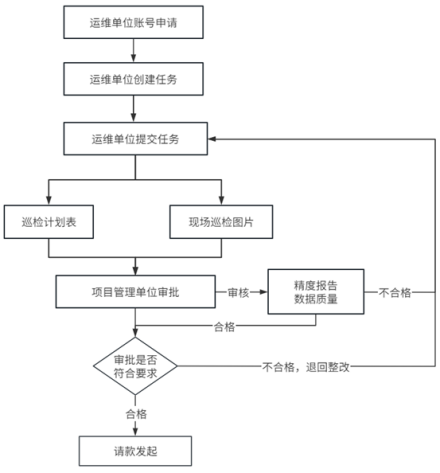 运维单位账号申请
运维单位创建任务
运维单位提交任务
巡检计划表
现场巡检图片
项目管理单位审批
审核
精度报告
数据质量
不合格
合格
审批是否
符合要求
不合格，退回整改
合格
请款发起